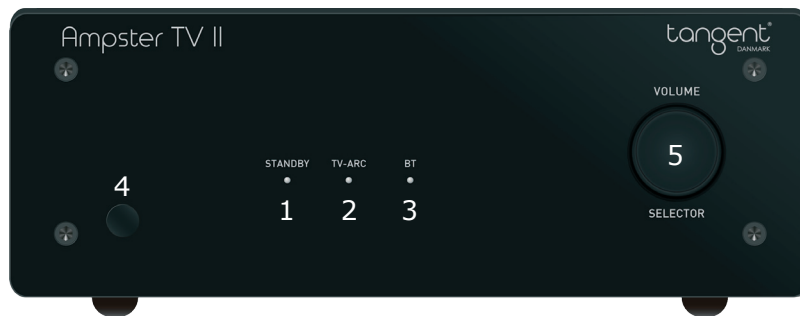 Ampster TV II
tangent®
DANMARK
VOLUME
STANDBY TV-ARC BT
5
4
1 2 3
SELECTOR